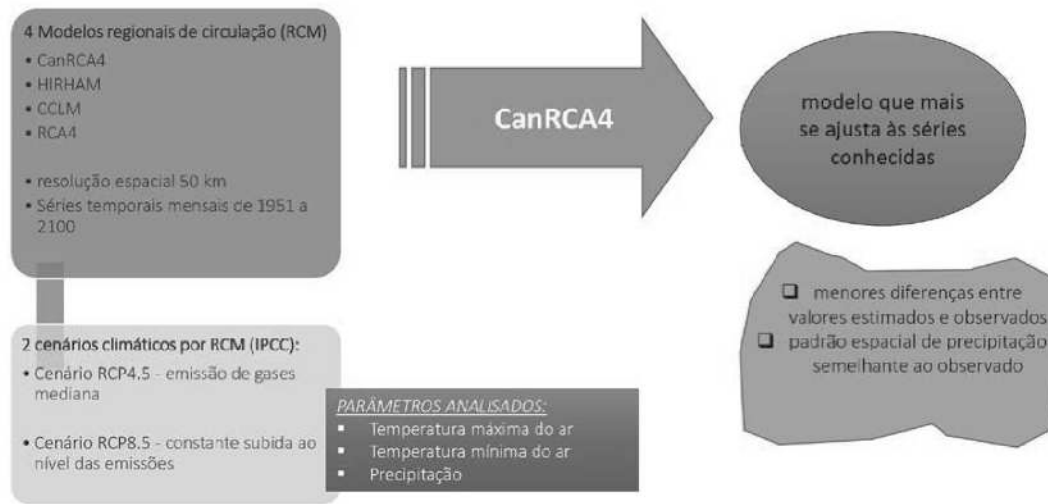 4 Modelos regionais de circulação (RCM)
• CanRCA4
• HIRHAM
• CCLM
• RCA4
• resolução espacial 50 km
• Séries temporais mensais de 1951 a
2100
2 cenários climáticos por RCM (IPCC):
• Cenário RCP4.5 - emissão de gases
mediana
• Cenário RCP8.5 - constante subida ao
nível das emissões
PARÂMETROS ANALISADOS:
▪ Temperatura máxima do ar
▪ Temperatura mínima do ar
▪ Precipitação
CanRCA4
modelo que mais
se ajusta às séries
conhecidas
❑ menores diferenças entre
valores estimados e observados
❑ padrão espacial de precipitação
semelhante ao observado